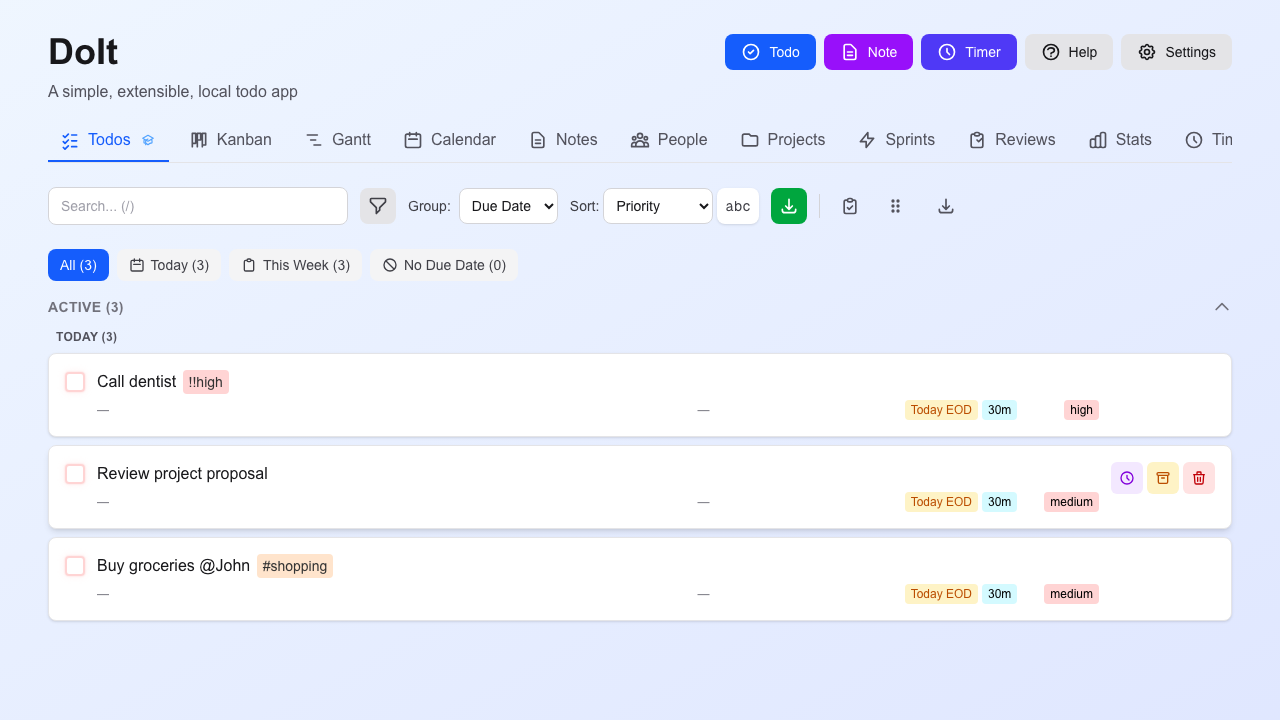 DoIt
Todo
Note
Timer
Help
Settings
A simple, extensible, local todo app
Todos
Kanban
Gantt
Calendar
Notes
People
Projects
Sprints
Reviews
Stats
Tin
Search... (/)
Group:
Due Date
Sort:
Priority
abc
All (3)
Today (3)
This Week (3)
No Due Date (0)
ACTIVE (3)
TODAY (3)
Call dentist !!high
—
—
Today EOD
30m
high
Review project proposal
—
—
Today EOD
30m
medium
Buy groceries @John #shopping
—
—
Today EOD
30m
medium